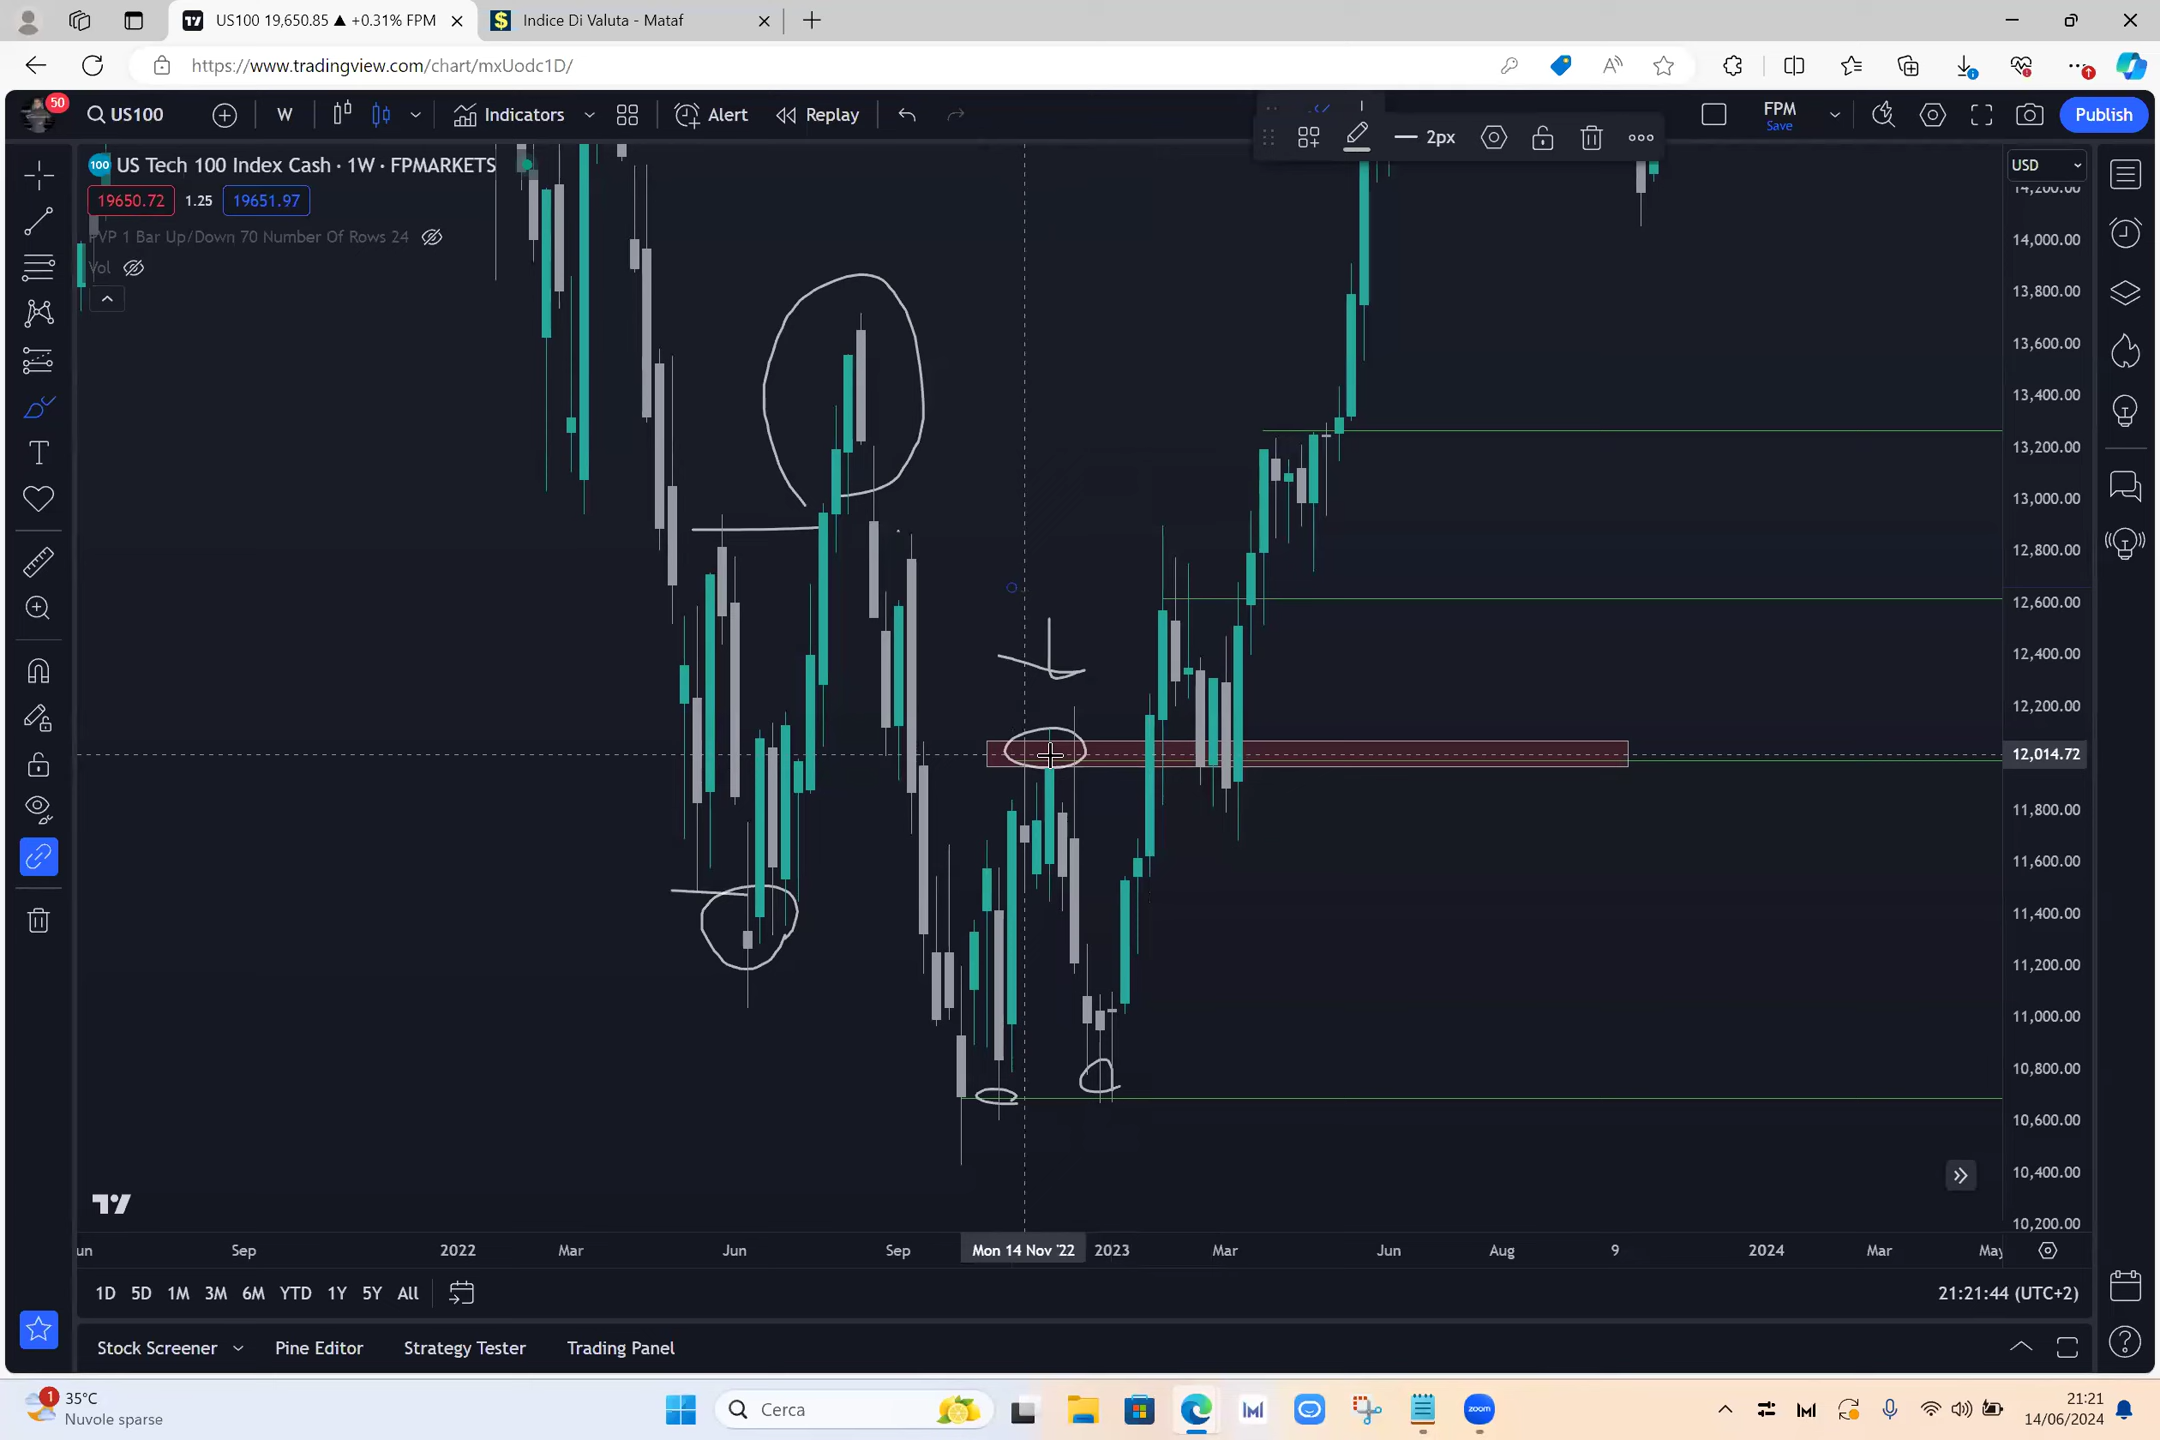 US100 19,650.85 ▲ +0.31% FPM
Indice Di Valuta - Mataf
https://www.tradingview.com/chart/mxUodc1D/
50
US100
W
Indicators
Alert
Replay
2px
FPM
Save
Publish
100
US Tech 100 Index Cash · 1W · FPMARKETS
USD
19650.72
1.25
19651.97
VP 1 Bar Up/Down 70 Number Of Rows 24
Vol
14,200.00
14,000.00
13,800.00
13,600.00
13,400.00
13,200.00
13,000.00
12,800.00
12,600.00
12,400.00
12,200.00
12,014.72
11,800.00
11,600.00
11,400.00
11,200.00
11,000.00
10,800.00
10,600.00
10,400.00
10,200.00
un Sep 2022 Mar Jun Sep Mon 14 Nov '22 2023 Mar Jun Aug 9 2024 Mar May
1D 5D 1M 3M 6M YTD 1Y 5Y All
21:21:44 (UTC+2)
Stock Screener
Pine Editor
Strategy Tester
Trading Panel
1
35°C
Nuvole sparse
Cerca
zoom
21:21
14/06/2024